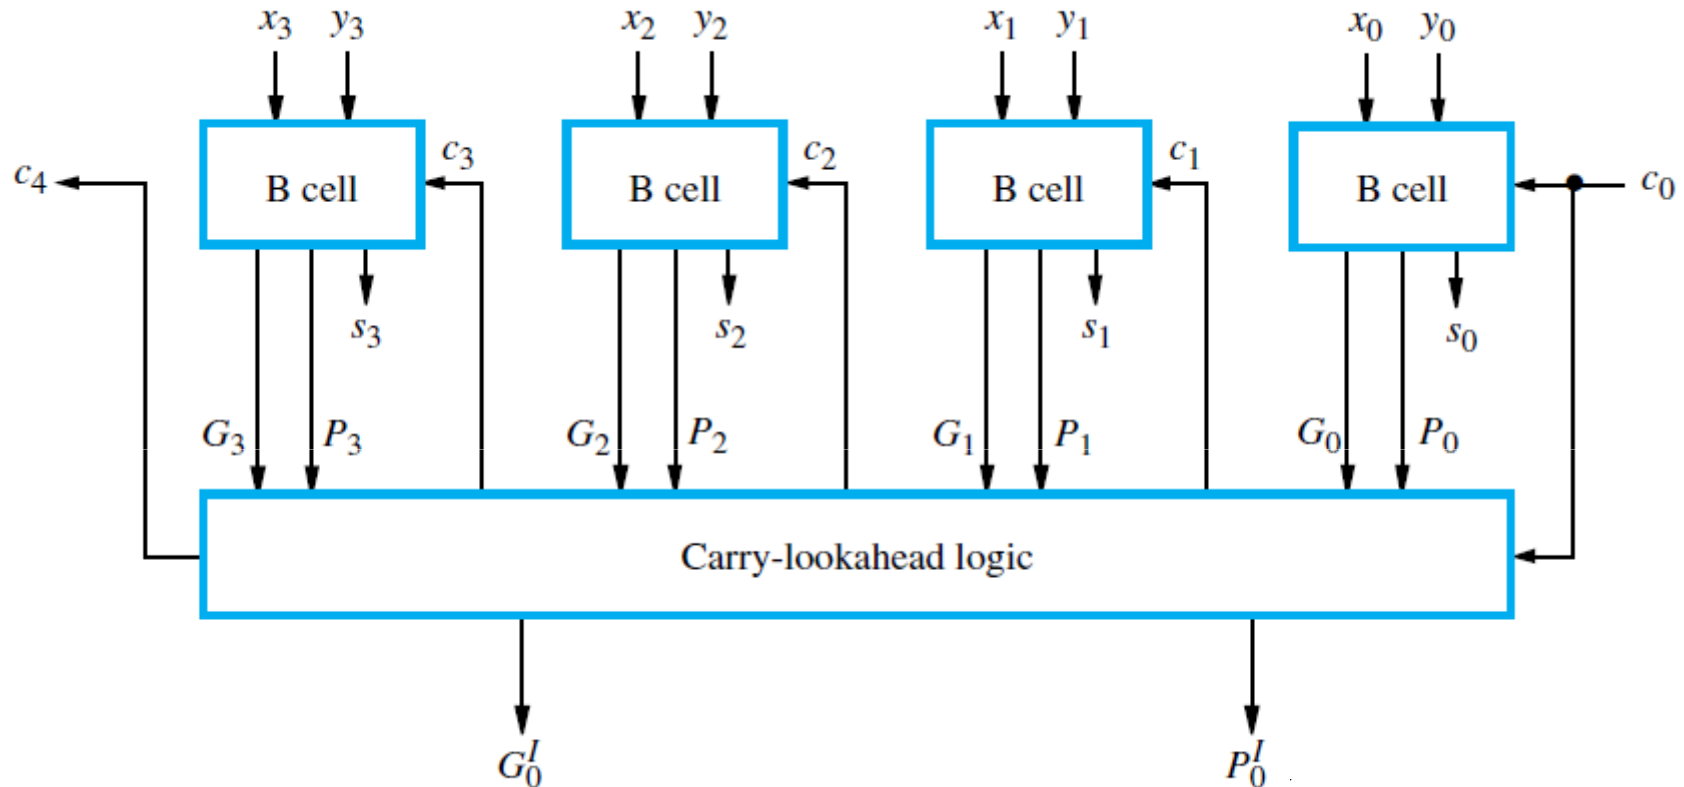 x₃ y₃ x₂ y₂ x₁ y₁ x₀ y₀
c₄ B cell c₃ B cell c₂ B cell c₁ B cell c₀
s₃ s₂ s₁ s₀
G₃ P₃ G₂ P₂ G₁ P₁ G₀ P₀
Carry-lookahead logic
G₀ᴵ P₀ᴵ